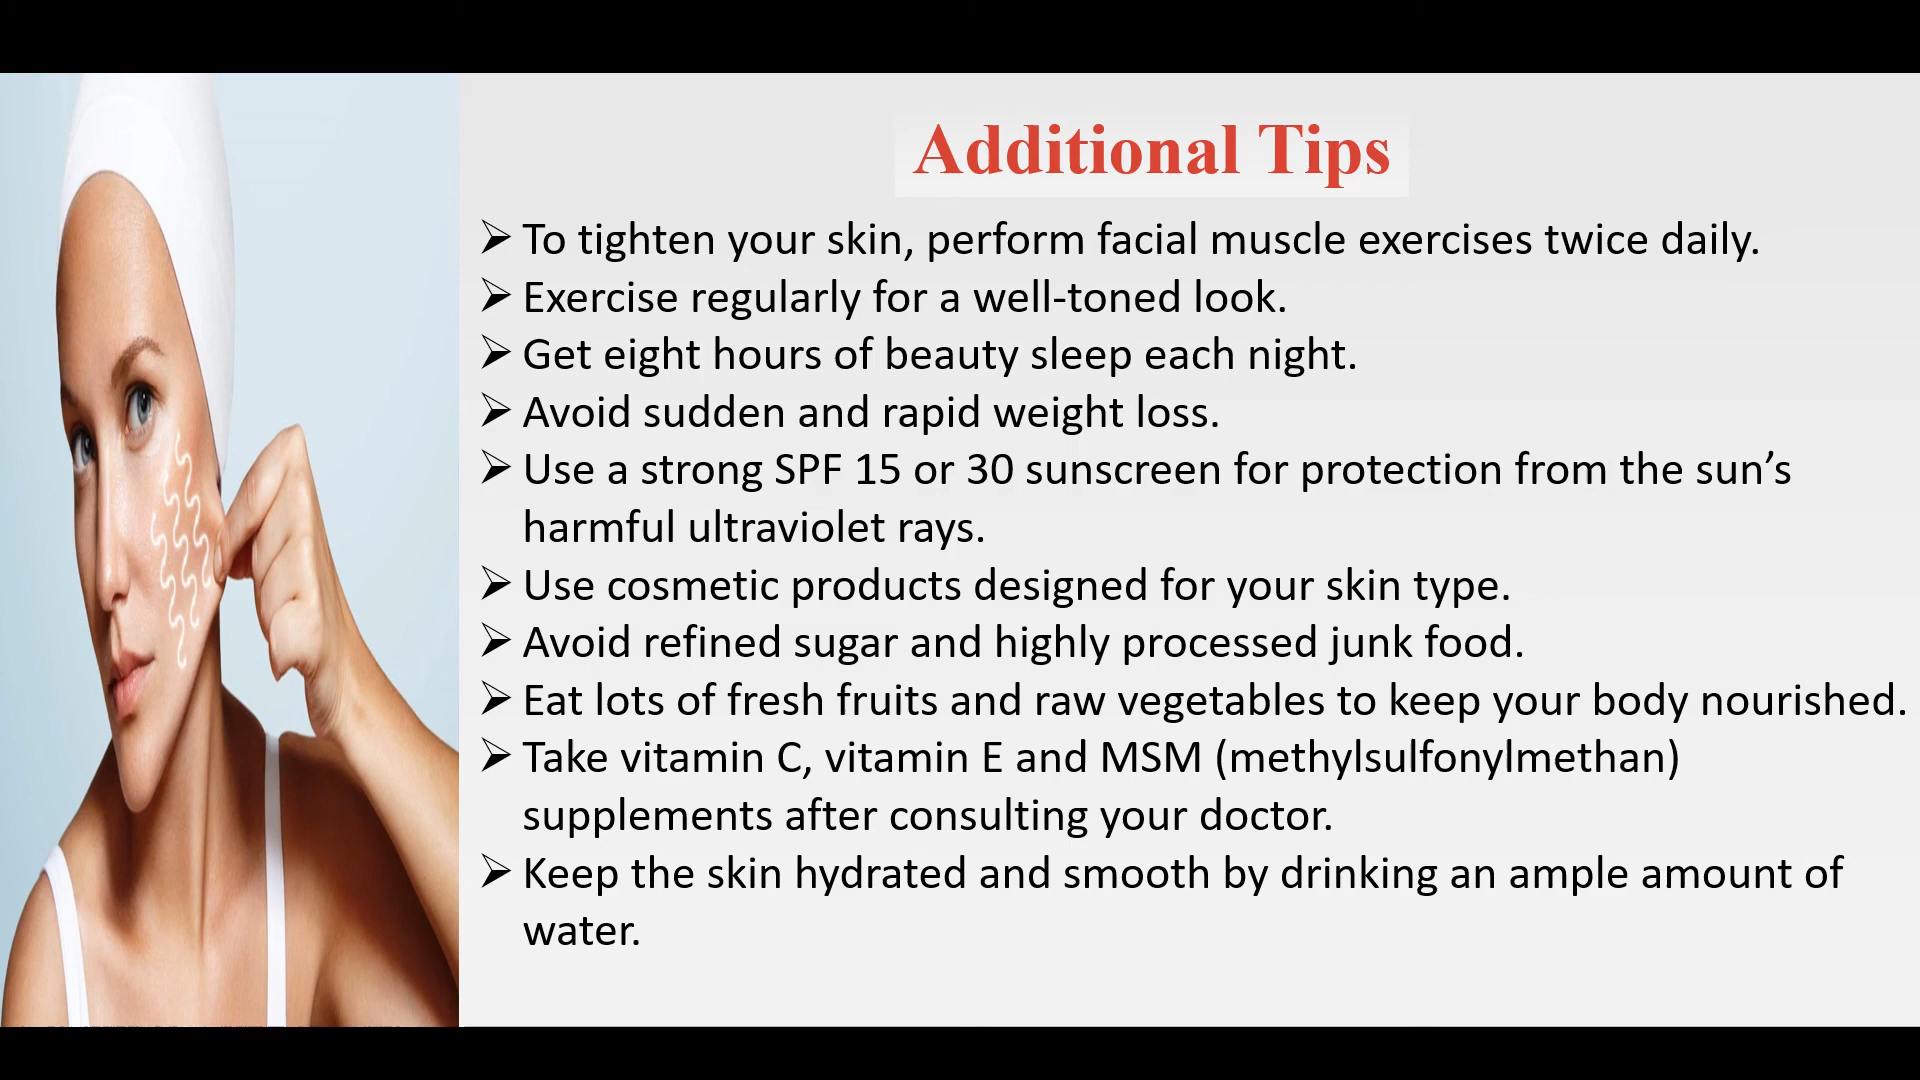 Additional Tips
➢ To tighten your skin, perform facial muscle exercises twice daily.
➢ Exercise regularly for a well-toned look.
➢ Get eight hours of beauty sleep each night.
➢ Avoid sudden and rapid weight loss.
➢ Use a strong SPF 15 or 30 sunscreen for protection from the sun’s
harmful ultraviolet rays.
➢ Use cosmetic products designed for your skin type.
➢ Avoid refined sugar and highly processed junk food.
➢ Eat lots of fresh fruits and raw vegetables to keep your body nourished.
➢ Take vitamin C, vitamin E and MSM (methylsulfonylmethan)
supplements after consulting your doctor.
➢ Keep the skin hydrated and smooth by drinking an ample amount of
water.